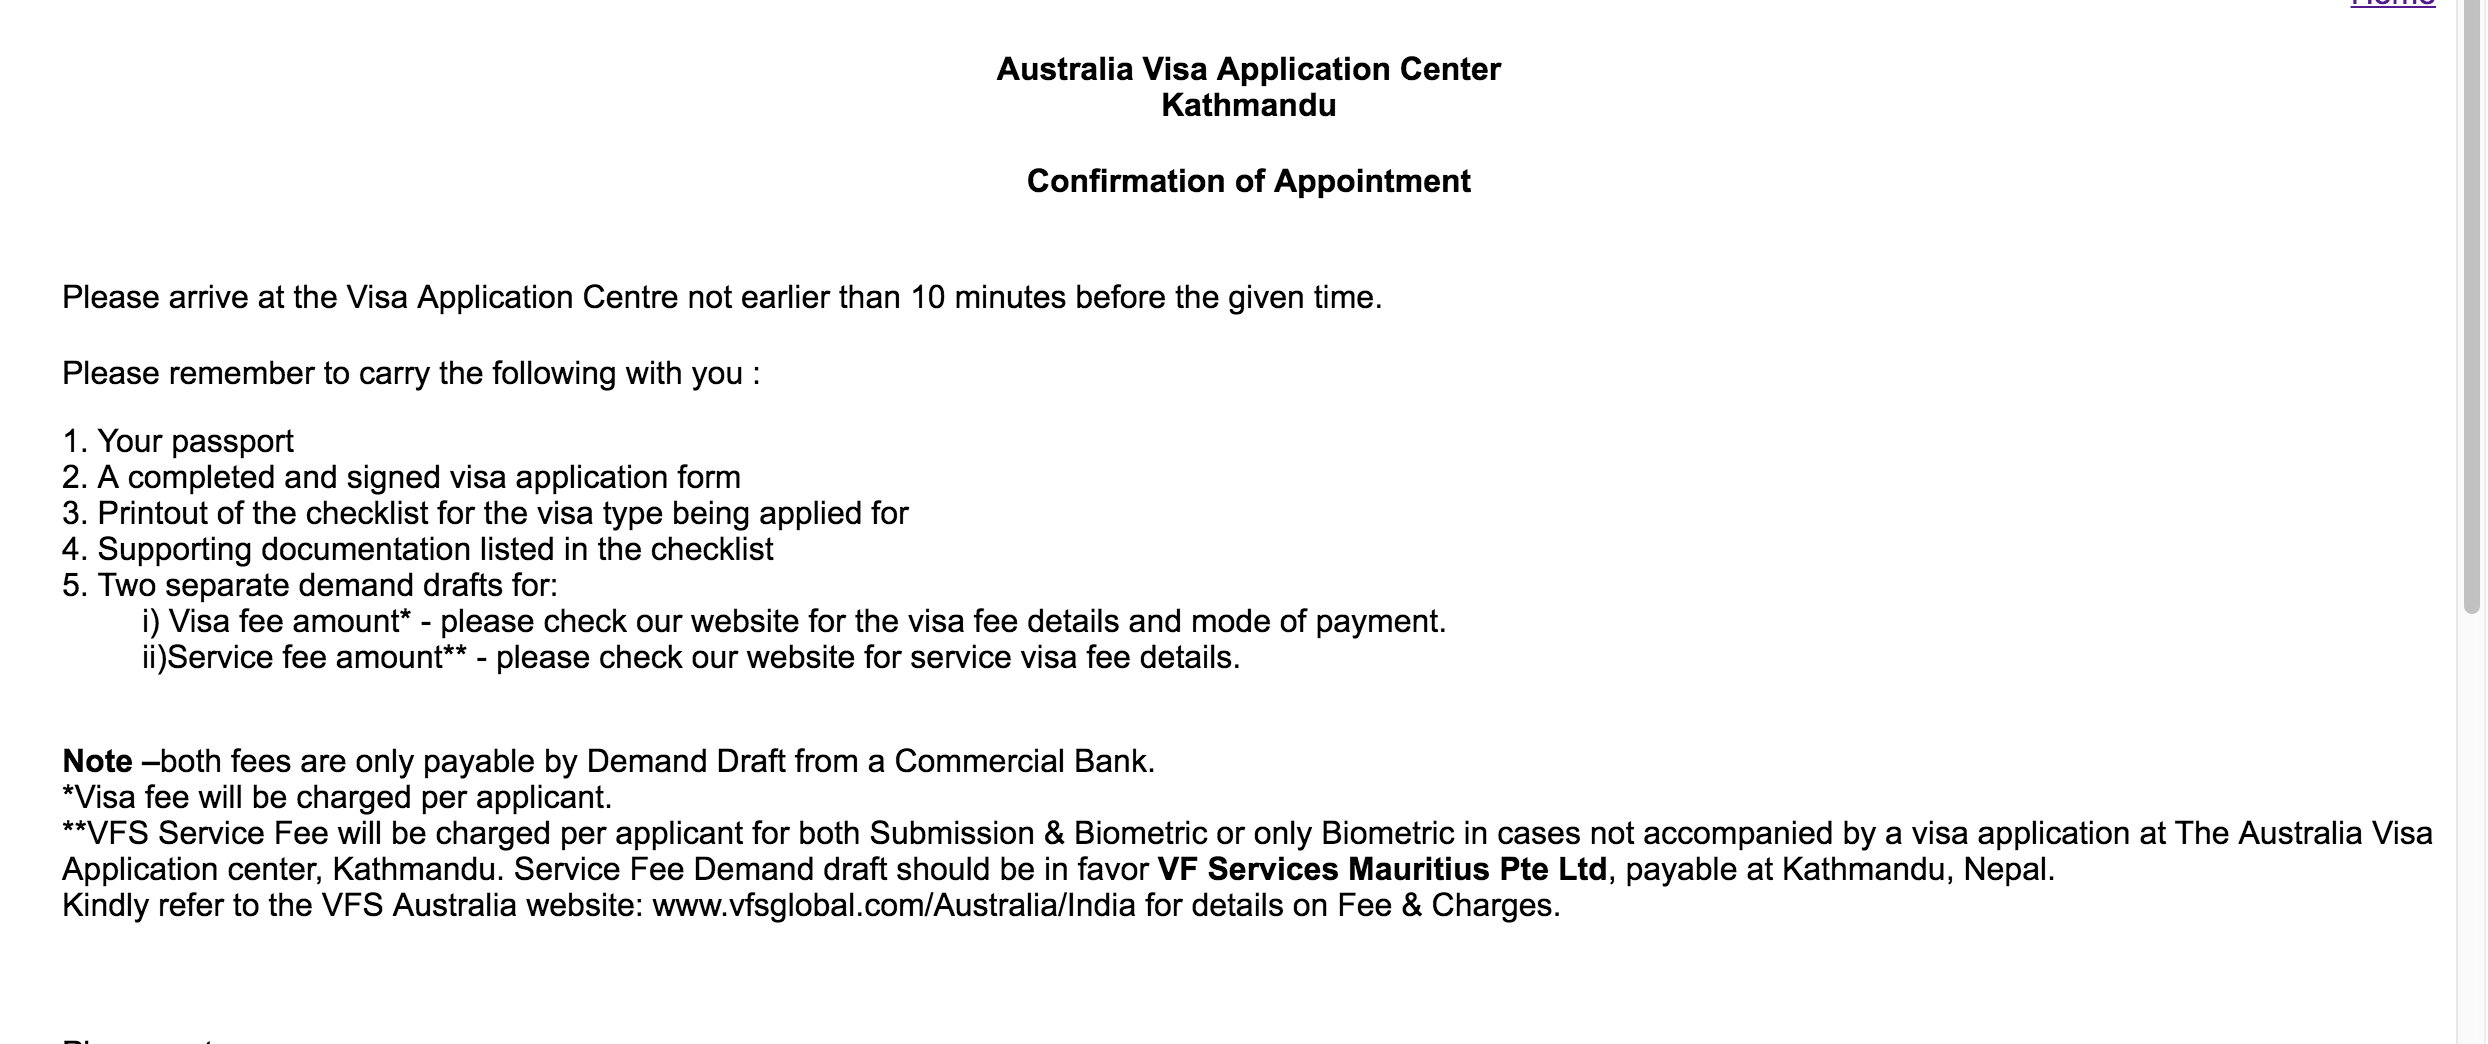 Australia Visa Application Center
Kathmandu
Confirmation of Appointment
Please arrive at the Visa Application Centre not earlier than 10 minutes before the given time.
Please remember to carry the following with you :
1. Your passport
2. A completed and signed visa application form
3. Printout of the checklist for the visa type being applied for
4. Supporting documentation listed in the checklist
5. Two separate demand drafts for:
i) Visa fee amount* - please check our website for the visa fee details and mode of payment.
ii)Service fee amount** - please check our website for service visa fee details.
Note –both fees are only payable by Demand Draft from a Commercial Bank.
*Visa fee will be charged per applicant.
**VFS Service Fee will be charged per applicant for both Submission & Biometric or only Biometric in cases not accompanied by a visa application at The Australia Visa
Application center, Kathmandu. Service Fee Demand draft should be in favor VF Services Mauritius Pte Ltd, payable at Kathmandu, Nepal.
Kindly refer to the VFS Australia website: www.vfsglobal.com/Australia/India for details on Fee & Charges.